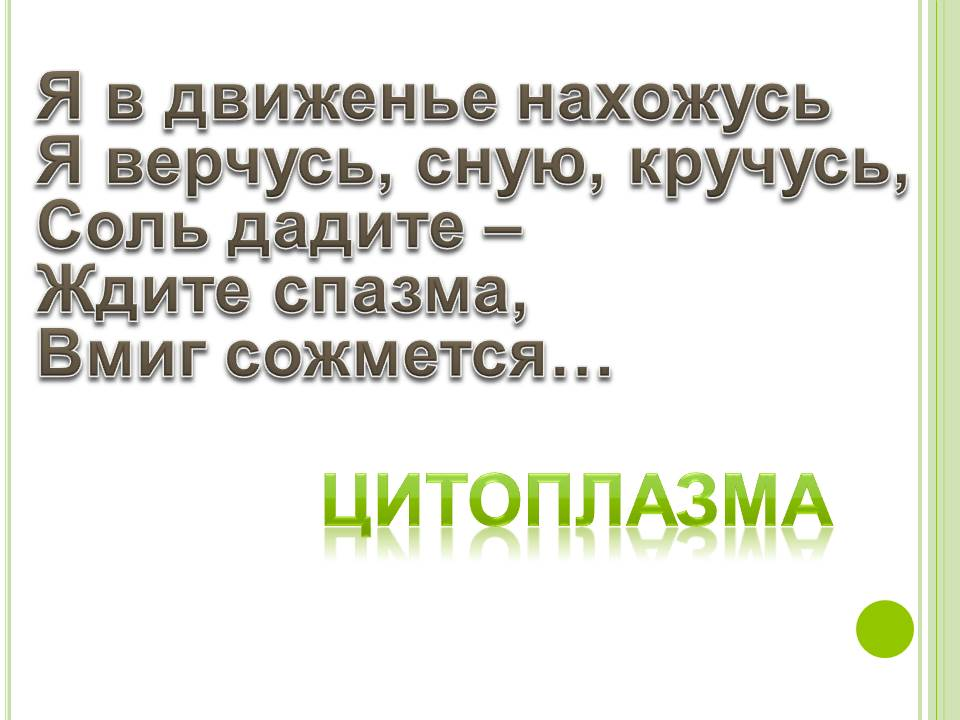 Я в движенье нахожусь
Я верчусь, сную, кручусь,
Соль дадите –
Ждите спазма,
Вмиг сожмется…
ЦИТОПЛАЗМА